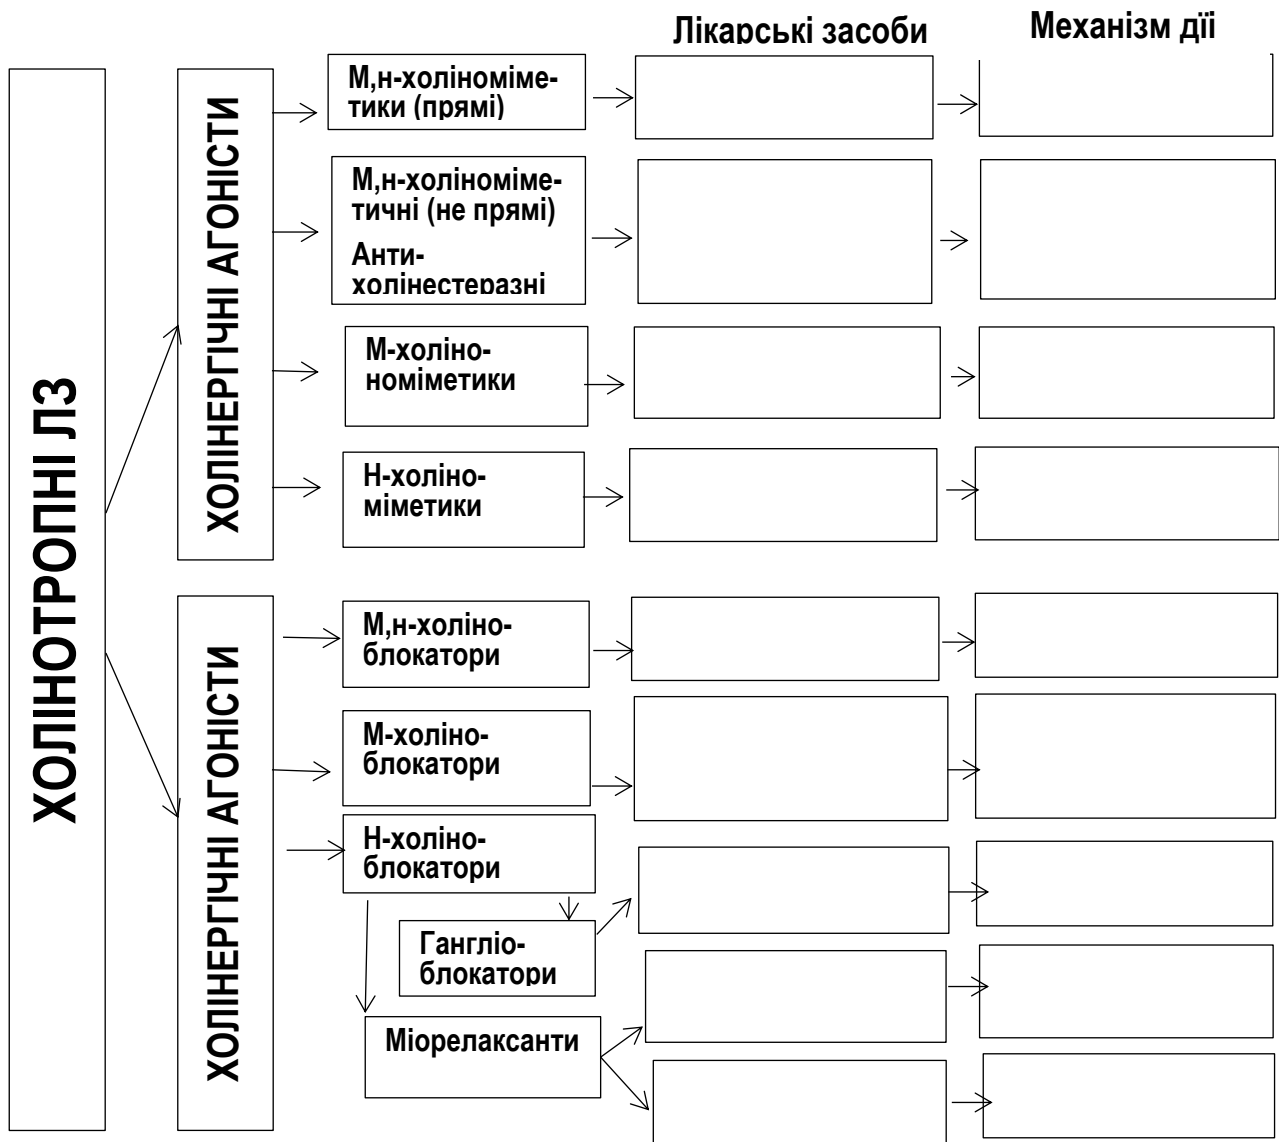 Лікарські засоби
Механізм дїі
ХОЛІНОТРОПНІ ЛЗ
ХОЛІНЕРГІЧНІ АГОНІСТИ
М,н-холіноміме-
тики (прямі)
М,н-холіноміме-
тичні (не прямі)
Анти-
холінестеразні
М-холіно-
номіметики
Н-холіно-
міметики
ХОЛІНЕРГІЧНІ АГОНІСТИ
М,н-холіно-
блокатори
М-холіно-
блокатори
Н-холіно-
блокатори
Гангліо-
блокатори
Міорелаксанти